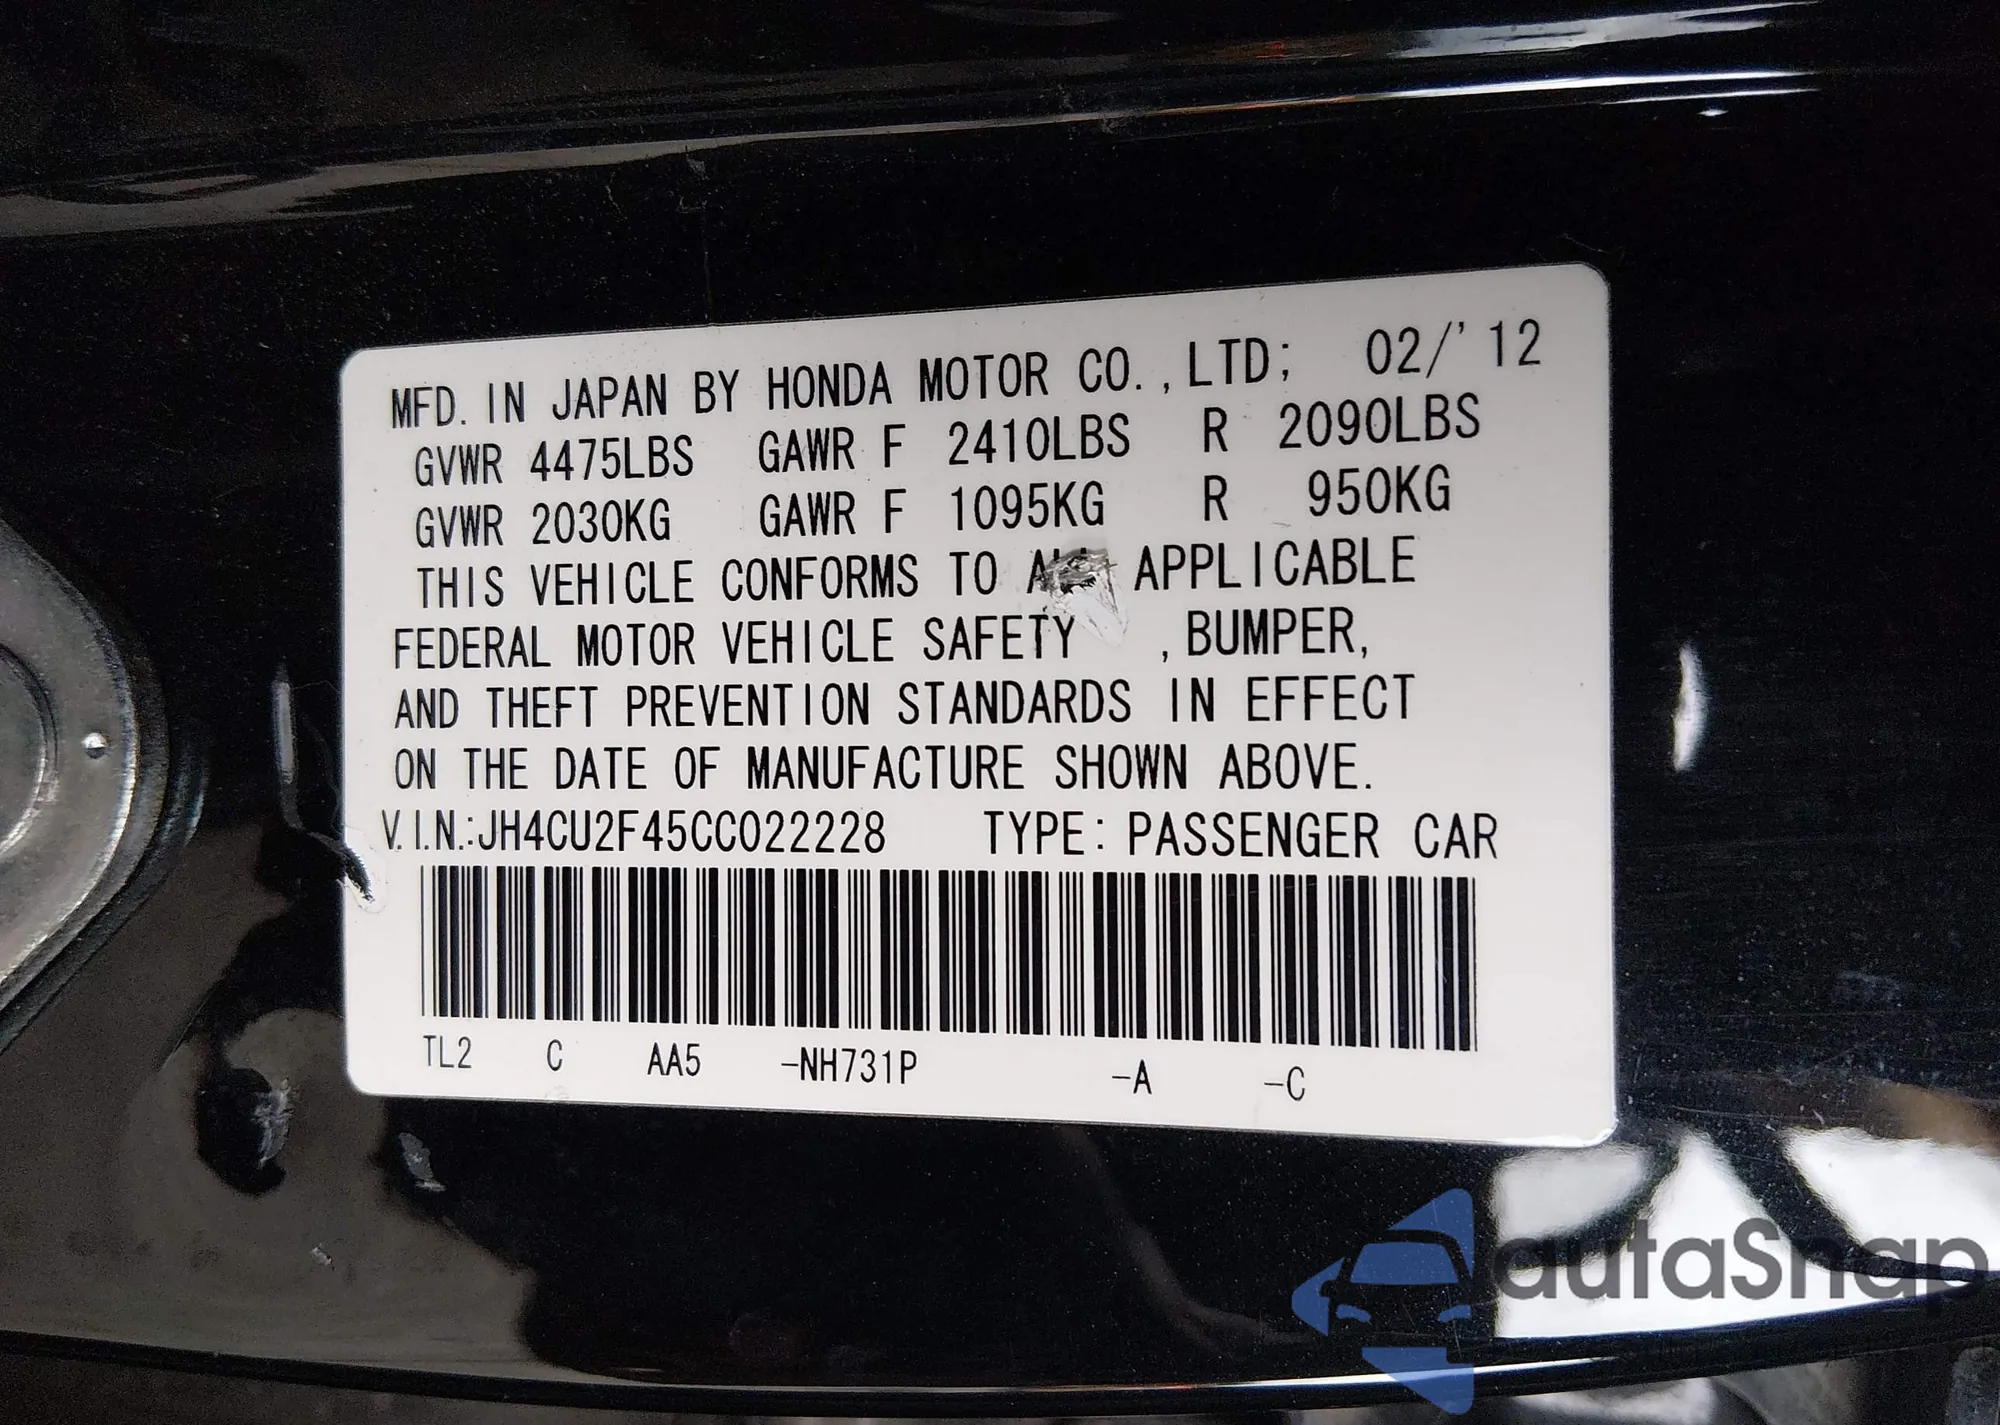 MFD. IN JAPAN BY HONDA MOTOR CO., LTD; 02/'12
GVWR 4475LBS GAWR F 2410LBS R 2090LBS
GVWR 2030KG GAWR F 1095KG R 950KG
THIS VEHICLE CONFORMS TO ALL APPLICABLE
FEDERAL MOTOR VEHICLE SAFETY , BUMPER,
AND THEFT PREVENTION STANDARDS IN EFFECT
ON THE DATE OF MANUFACTURE SHOWN ABOVE.
V.I.N.:JH4CU2F45CC022228 TYPE: PASSENGER CAR
TL2 C AA5 -NH731P -A -C
autaSnap